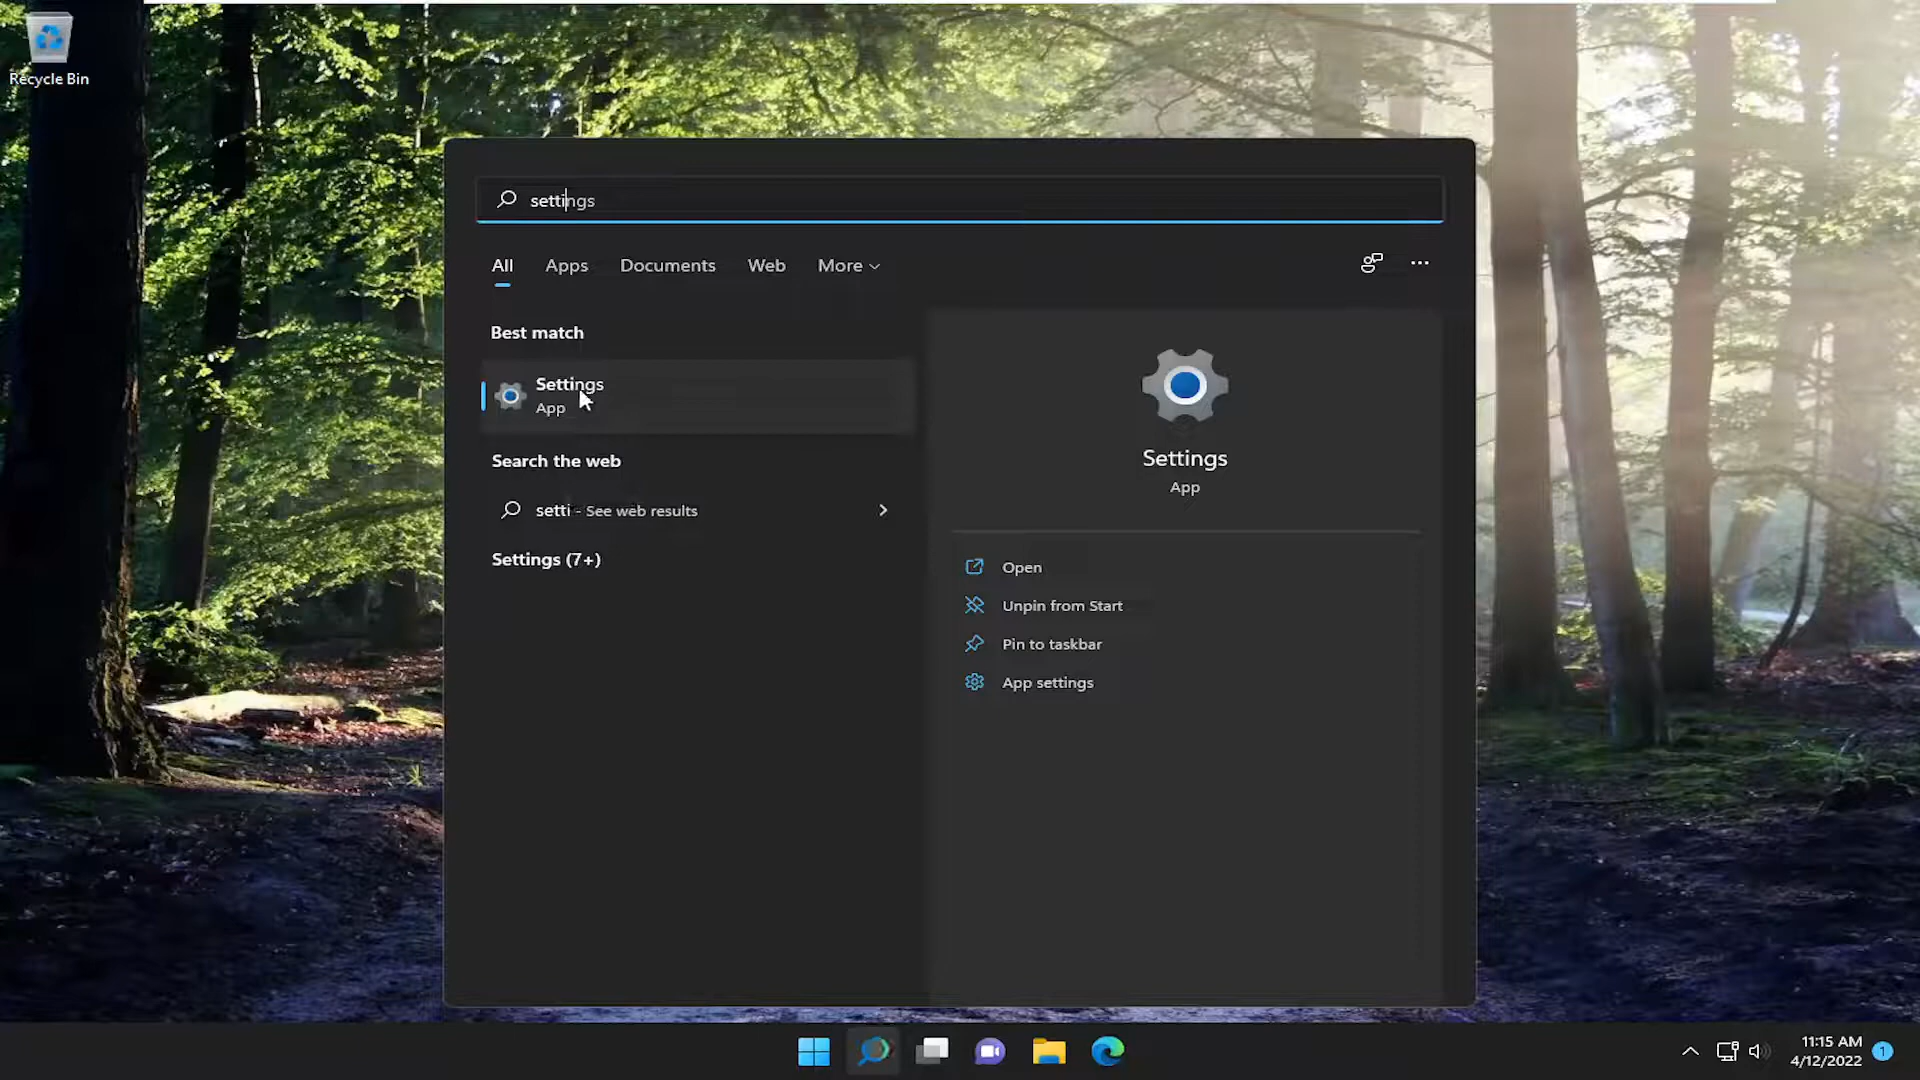 Recycle Bin
settings
All Apps Documents Web More
Best match
Settings
App
Search the web
setti - See web results
Settings (7+)
Settings
App
Open
Unpin from Start
Pin to taskbar
App settings
11:15 AM
4/12/2022
1